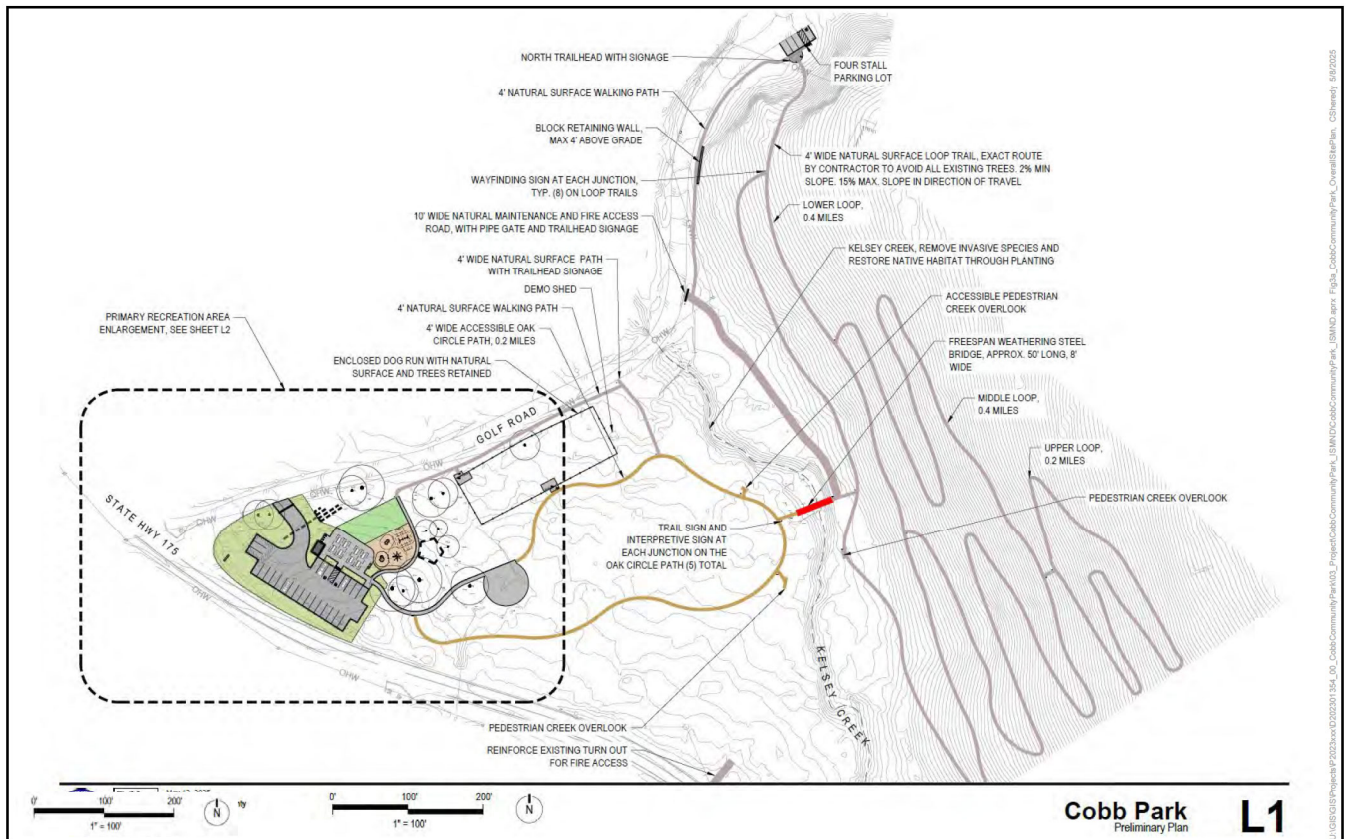 NORTH TRAILHEAD WITH SIGNAGE
FOUR STALL
PARKING LOT
4' NATURAL SURFACE WALKING PATH
BLOCK RETAINING WALL,
MAX 4' ABOVE GRADE
4' WIDE NATURAL SURFACE LOOP TRAIL, EXACT ROUTE
BY CONTRACTOR TO AVOID ALL EXISTING TREES. 2% MIN
SLOPE. 15% MAX. SLOPE IN DIRECTION OF TRAVEL
WAYFINDING SIGN AT EACH JUNCTION,
TYP. (8) ON LOOP TRAILS
LOWER LOOP,
0.4 MILES
10' WIDE NATURAL MAINTENANCE AND FIRE ACCESS
ROAD, WITH PIPE GATE AND TRAILHEAD SIGNAGE
KELSEY CREEK, REMOVE INVASIVE SPECIES AND
RESTORE NATIVE HABITAT THROUGH PLANTING
4' WIDE NATURAL SURFACE PATH
WITH TRAILHEAD SIGNAGE
DEMO SHED
ACCESSIBLE PEDESTRIAN
CREEK OVERLOOK
4' NATURAL SURFACE WALKING PATH
PRIMARY RECREATION AREA
ENLARGEMENT, SEE SHEET L2
4' WIDE ACCESSIBLE OAK
CIRCLE PATH, 0.2 MILES
FREESPAN WEATHERING STEEL
BRIDGE, APPROX. 50' LONG, 8'
WIDE
ENCLOSED DOG RUN WITH NATURAL
SURFACE AND TREES RETAINED
MIDDLE LOOP,
0.4 MILES
GOLF ROAD
UPPER LOOP,
0.2 MILES
OHW
OHW
OHW
OHW
OHW
OHW
STATE HWY 175
PEDESTRIAN CREEK OVERLOOK
TRAIL SIGN AND
INTERPRETIVE SIGN AT
EACH JUNCTION ON THE
OAK CIRCLE PATH (5) TOTAL
KELSEY CREEK
PEDESTRIAN CREEK OVERLOOK
REINFORCE EXISTING TURN OUT
FOR FIRE ACCESS
0' 100' 200'
1" = 100'
N
0' 100' 200'
1" = 100'
N
Cobb Park
Preliminary Plan
L1